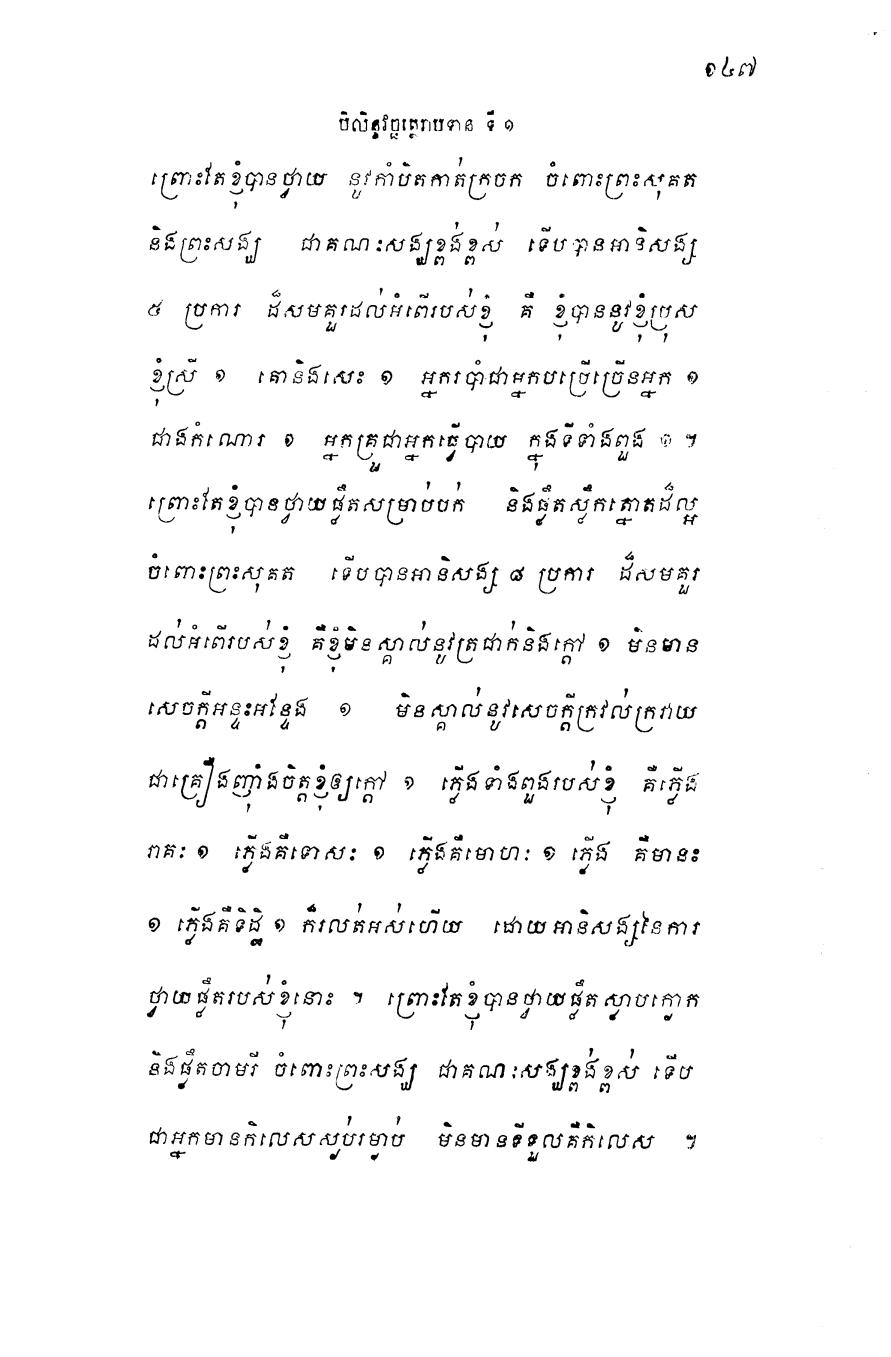 ១៤៧
បិលិន្ទវច្ឆត្ថេរាបទាន ទី ១
ព្រោះតែខ្ញុំបានថ្វាយ នូវកាំបិតកាត់ក្រចក ចំពោះព្រះសុគត
និងព្រះសង្ឃ ជាគណៈសង្ឃខ្ពង់ខ្ពស់ ទើបបានអានិសង្ស
៥ ប្រការ ដ៏សមគួរដល់អំពើរបស់ខ្ញុំ គឺ ខ្ញុំបាននូវខ្ញុំប្រុស
ខ្ញុំស្រី ១ គោនិងសេះ ១ អ្នករបាំជាអ្នកបម្រើច្រើនអ្នក ១
ជាងកំណោរ ១ អ្នកគ្រួជាអ្នកធ្វើបាយ ក្នុងទីទាំងពួង ១ ។
ព្រោះតែខ្ញុំបានថ្វាយផ្លិតសម្រាប់បក់ និងផ្លិតស្លឹកត្នោតដ៏ល្អ
ចំពោះព្រះសុគត ទើបបានអានិសង្ស ៨ ប្រការ ដ៏សមគួរ
ដល់អំពើរបស់ខ្ញុំ គឺខ្ញុំមិនស្គាល់នូវត្រជាក់និងក្តៅ ១ មិនមាន
សេចក្តីអន្ទះអន្ទែង ១ មិនស្គាល់នូវសេចក្តីក្រវល់ក្រវាយ
ជាគ្រឿងញ៉ាំងចិត្តខ្ញុំឲ្យក្តៅ ១ ភ្លើងទាំងពួងរបស់ខ្ញុំ គឺភ្លើង
រាគៈ ១ ភ្លើងគឺទោសៈ ១ ភ្លើងគឺមោហៈ ១ ភ្លើង គឺមានះ
១ ភ្លើងគឺទិដ្ឋិ ១ ក៏រលត់អស់ហើយ ដោយអានិសង្សនៃការ
ថ្វាយផ្លិតរបស់ខ្ញុំនោះ ។ ព្រោះតែខ្ញុំបានថ្វាយផ្លិតស្លាបក្ងោក
និងផ្លិតចាមរី ចំពោះព្រះសង្ឃ ជាគណៈសង្ឃខ្ពង់ខ្ពស់ ទើប
ជាអ្នកមានកិលេសស្ងប់រម្ងាប់ មិនមានទីទួលគឺកិលេស ។